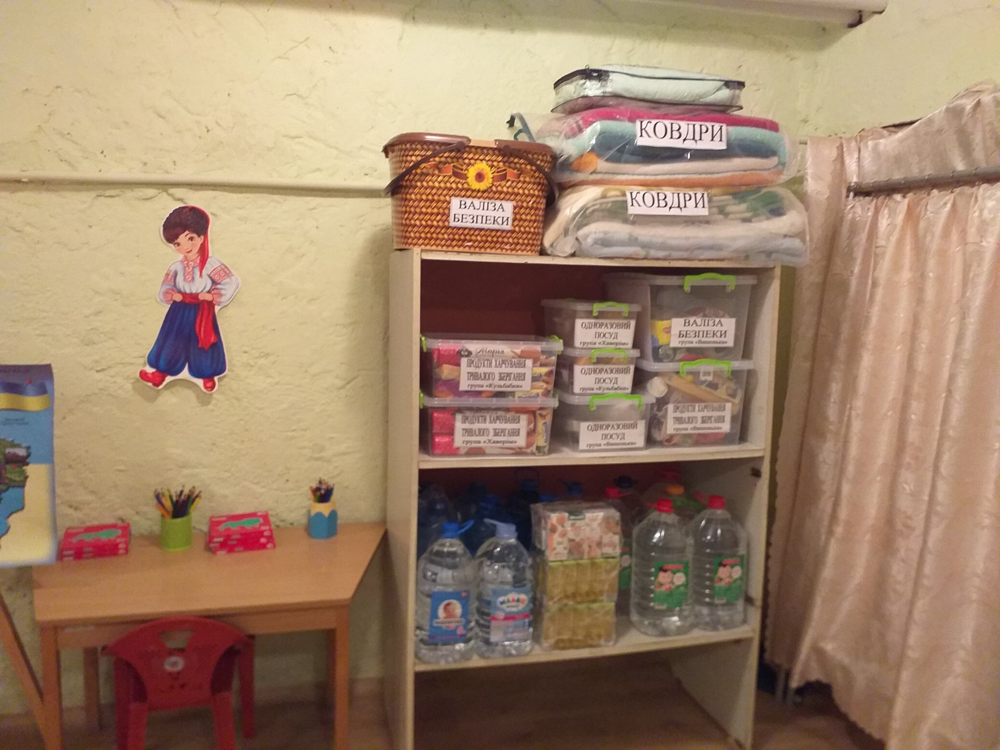 КОВДРИ
ВАЛІЗА
БЕЗПЕКИ
КОВДРИ
ОДНОРАЗОВИЙ
ПОСУД
група «Хаверім»
ВАЛІЗА
БЕЗПЕКИ
група «Вишенька»
Марія
ПРОДУКТИ ХАРЧУВАННЯ
ТРИВАЛОГО ЗБЕРІГАННЯ
група «Кульбабки»
ОДНОРАЗОВИЙ
ПОСУД
група «Кульбабки»
ПРОДУКТИ ХАРЧУВАННЯ
ТРИВАЛОГО ЗБЕРІГАННЯ
група «Хаверім»
ОДНОРАЗОВИЙ
ПОСУД
група «Вишенька»
ПРОДУКТИ ХАРЧУВАННЯ
ТРИВАЛОГО ЗБЕРІГАННЯ
група «Вишенька»